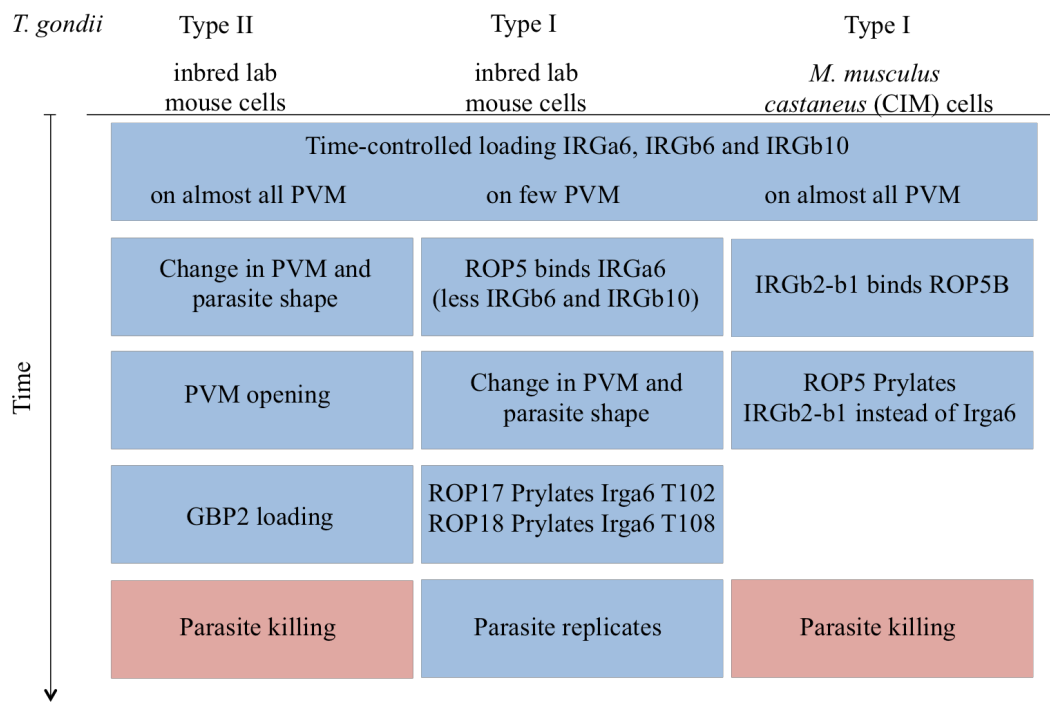 T. gondii Type II Type I Type I
inbred lab inbred lab M. musculus
mouse cells mouse cells castaneus (CIM) cells
Time-controlled loading IRGa6, IRGb6 and IRGb10
on almost all PVM on few PVM on almost all PVM
Change in PVM and
parasite shape
ROP5 binds IRGa6
(less IRGb6 and IRGb10)
IRGb2-b1 binds ROP5B
Time
PVM opening
Change in PVM and
parasite shape
ROP5 Prylates
IRGb2-b1 instead of Irga6
GBP2 loading
ROP17 Prylates Irga6 T102
ROP18 Prylates Irga6 T108
Parasite killing
Parasite replicates
Parasite killing